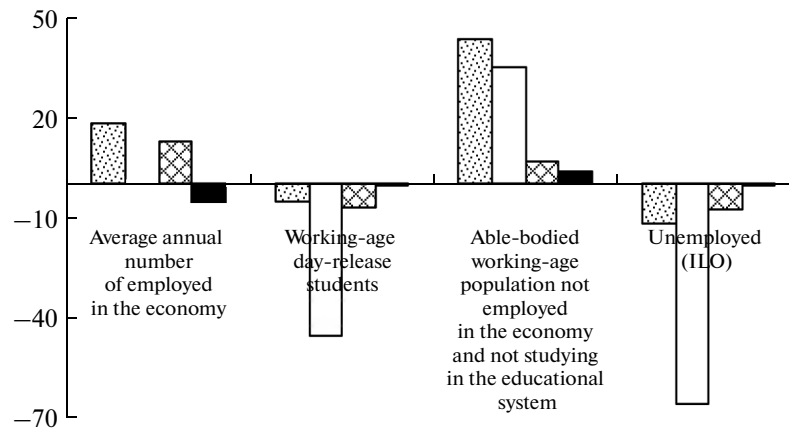 50
20
−10
−40
−70
Average annual
number
of employed
in the economy
Working-age
day-release
students
Able-bodied
working-age
population not
employed
in the economy
and not studying
in the educational
system
Unemployed
(ILO)